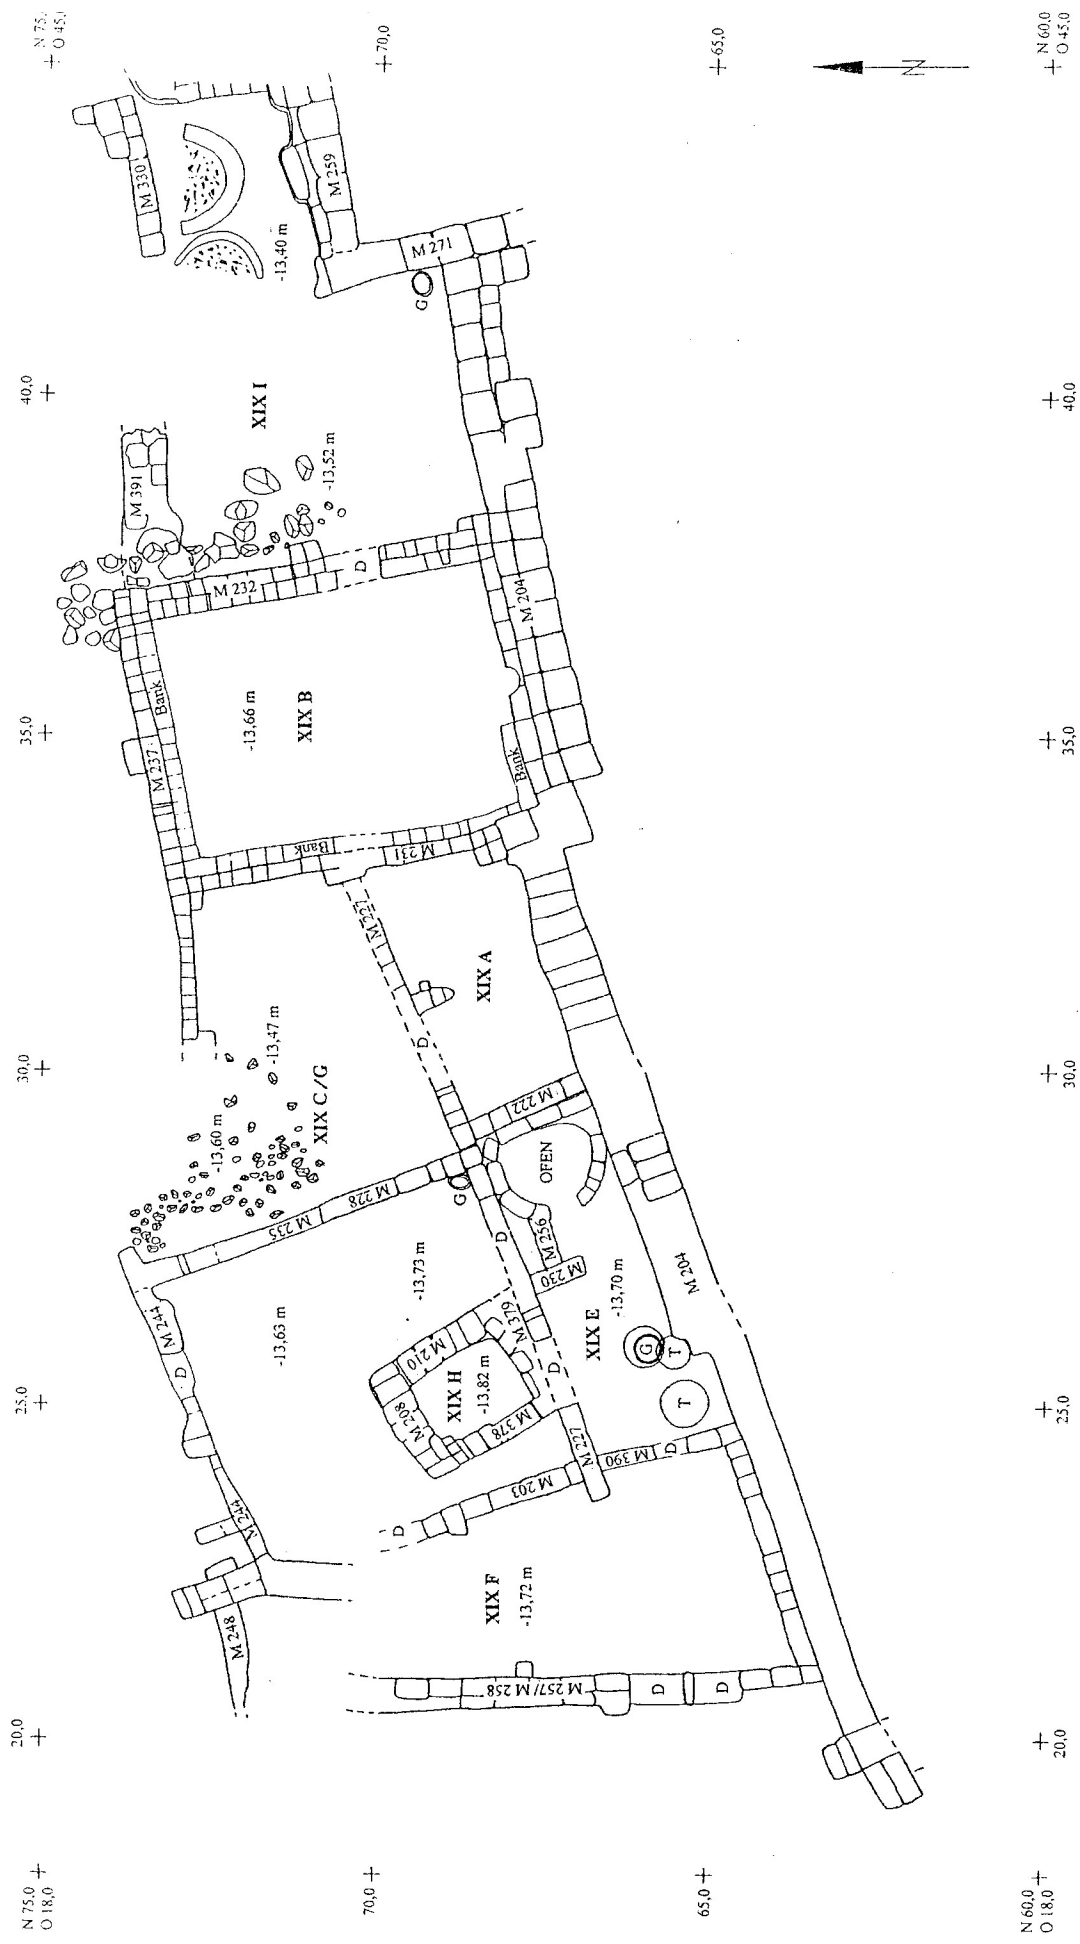 N 75,
O 45,
70,0
65,0
N 60,0
O 45,0
N
M 330
-13,40 m
M 259
M 271
G
40,0
XIX I
40,0
M 391
-13,52 m
D
M 232
M 204
Bank
-13,66 m
XIX B
35,0
M 237
Bank
35,0
Bank
M 231
M 227
XIX A
D
30,0
-13,47 m
-13,60 m
XIX C/G
M 222
30,0
OFEN
G
M 228
M 235
D
M 256
M 230
-13,73 m
-13,70 m
M 204
M 244
D
-13,63 m
M 210
M 379
XIX E
G
T
T
25,0
M 208
XIX H
-13,82 m
D
25,0
M 378
M 227
M 390
D
M 203
D
M 244
XIX F
-13,72 m
M 248
M 257/M 258
D
D
20,0
20,0
N 75,0
O 18,0
70,0
65,0
N 60,0
O 18,0